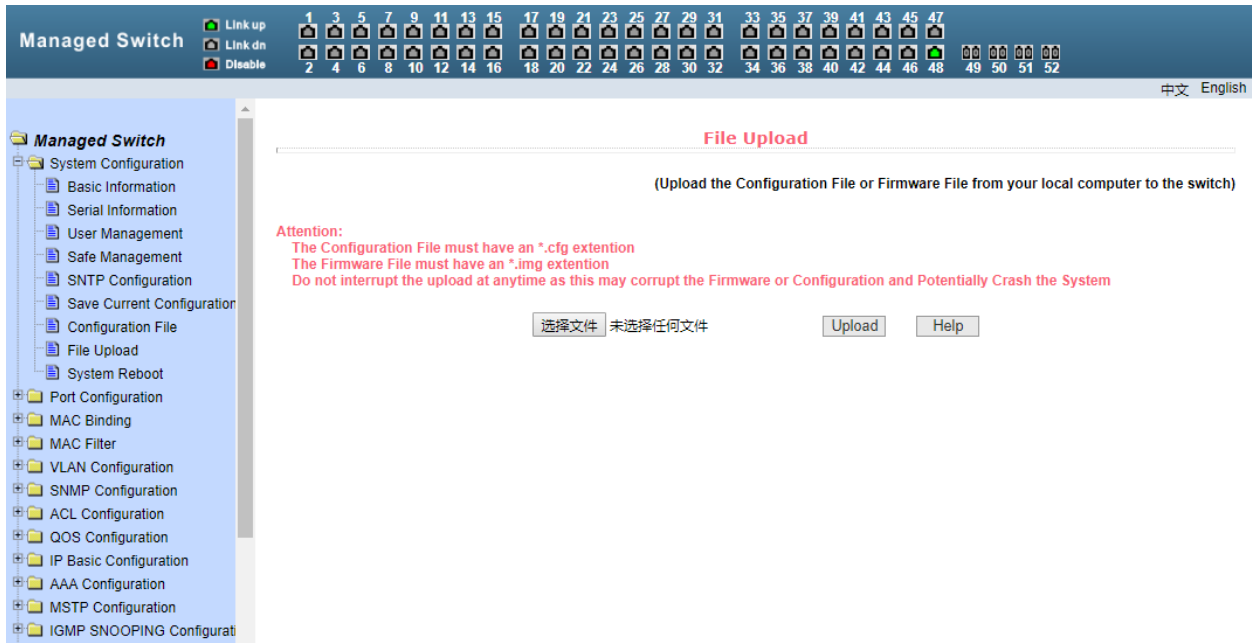 Managed Switch
Link up
Link dn
Disable
1 3 5 7 9 11 13 15 17 19 21 23 25 27 29 31 33 35 37 39 41 43 45 47
2 4 6 8 10 12 14 16 18 20 22 24 26 28 30 32 34 36 38 40 42 44 46 48 49 50 51 52
中文 English
Managed Switch
System Configuration
Basic Information
Serial Information
User Management
Safe Management
SNTP Configuration
Save Current Configuration
Configuration File
File Upload
System Reboot
Port Configuration
MAC Binding
MAC Filter
VLAN Configuration
SNMP Configuration
ACL Configuration
QOS Configuration
IP Basic Configuration
AAA Configuration
MSTP Configuration
IGMP SNOOPING Configurati
File Upload
(Upload the Configuration File or Firmware File from your local computer to the switch)
Attention:
The Configuration File must have an *.cfg extention
The Firmware File must have an *.img extention
Do not interrupt the upload at anytime as this may corrupt the Firmware or Configuration and Potentially Crash the System
选择文件 未选择任何文件 Upload Help